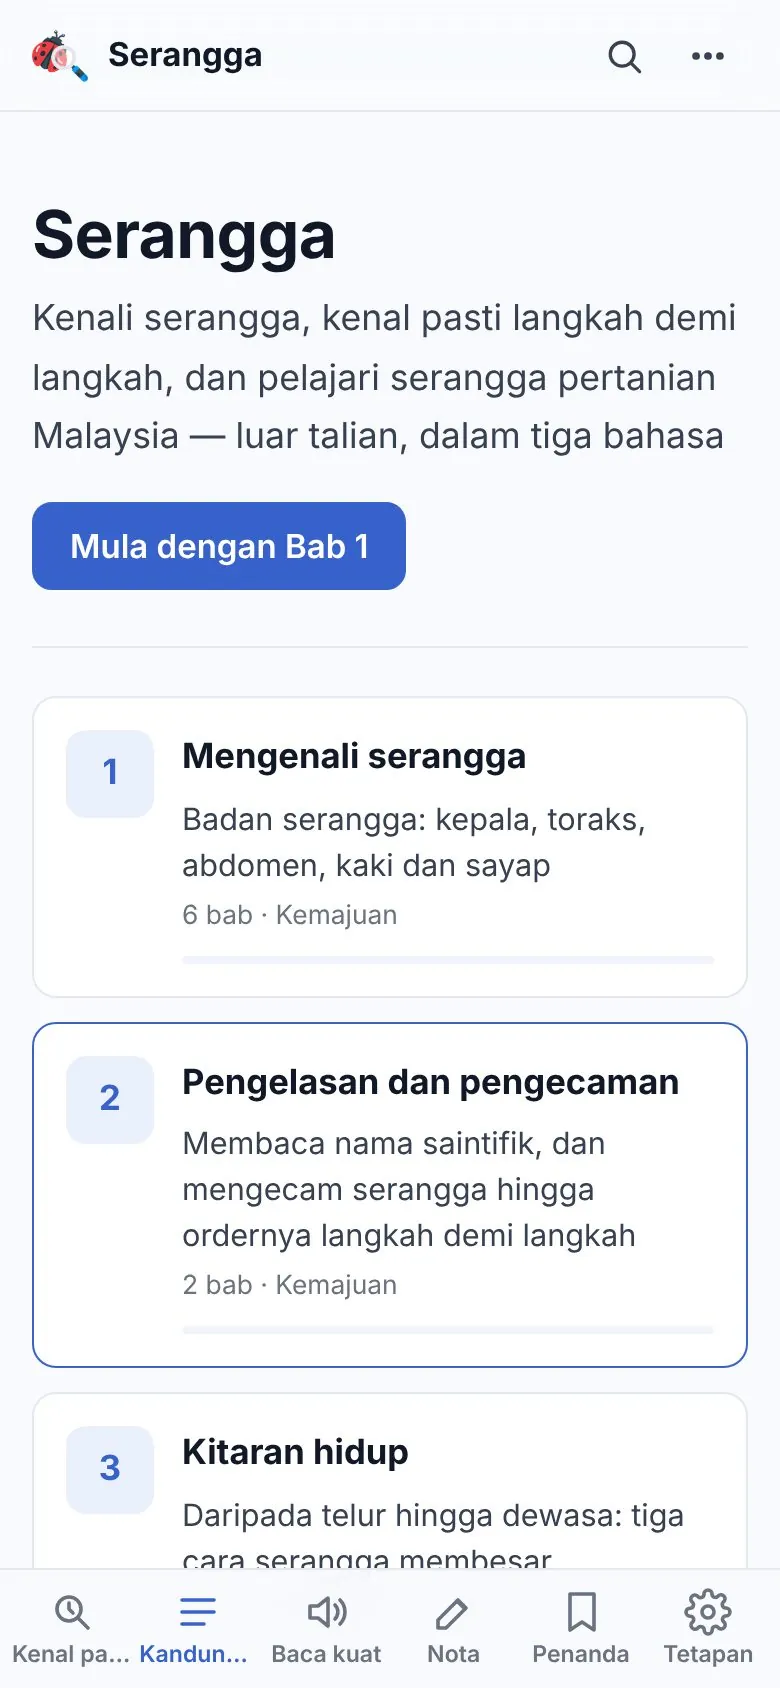 Serangga
Serangga
Kenali serangga, kenal pasti langkah demi
langkah, dan pelajari serangga pertanian
Malaysia — luar talian, dalam tiga bahasa
Mula dengan Bab 1
1
Mengenali serangga
Badan serangga: kepala, toraks,
abdomen, kaki dan sayap
6 bab · Kemajuan
2
Pengelasan dan pengecaman
Membaca nama saintifik, dan
mengecam serangga hingga
ordernya langkah demi langkah
2 bab · Kemajuan
3
Kitaran hidup
Daripada telur hingga dewasa: tiga
cara serangga membesar
Kenal pa... Kandun... Baca kuat Nota Penanda Tetapan